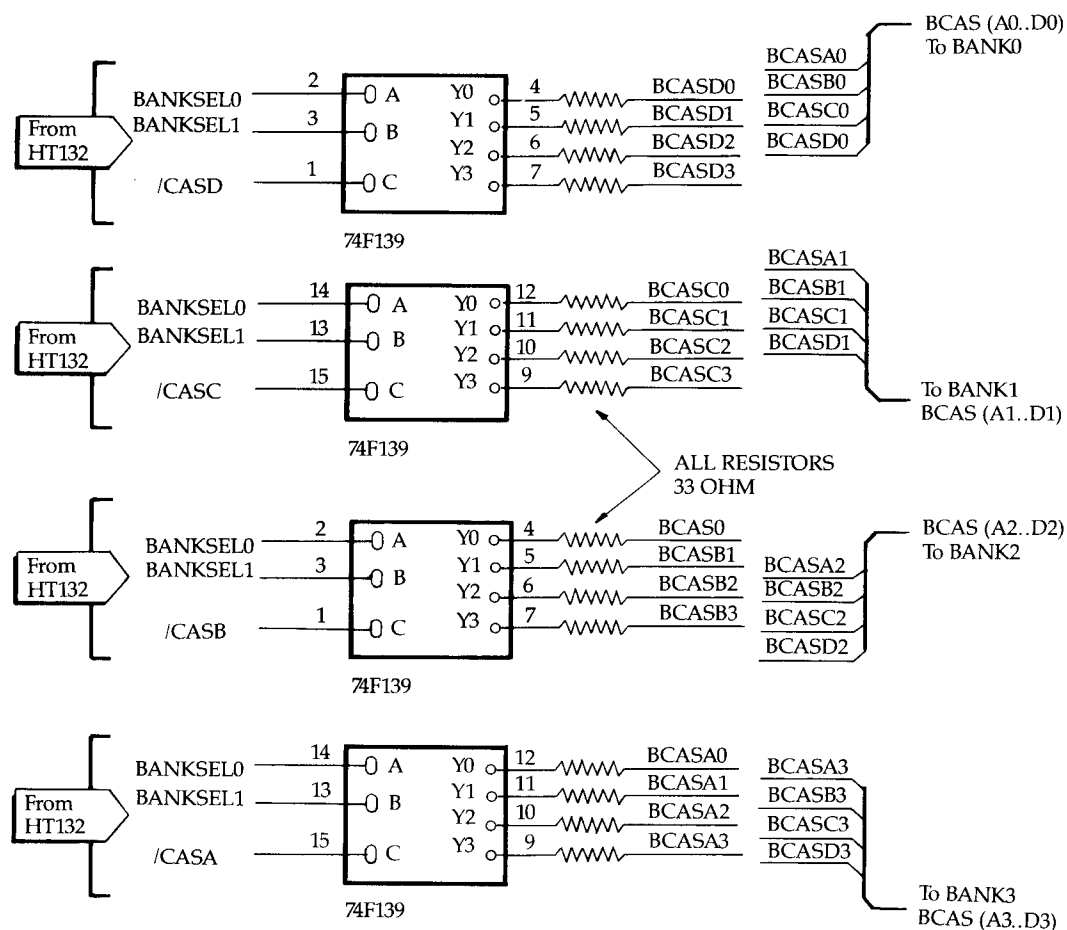 BCAS (A0..D0)
To BANK0
From
HT132
BANKSEL0
BANKSEL1
/CASD
2
3
1
A
B
C
Y0
Y1
Y2
Y3
4
5
6
7
BCASD0
BCASD1
BCASD2
BCASD3
BCASA0
BCASB0
BCASC0
BCASD0
74F139
From
HT132
BANKSEL0
BANKSEL1
/CASC
14
13
15
A
B
C
Y0
Y1
Y2
Y3
12
11
10
9
BCASC0
BCASC1
BCASC2
BCASC3
BCASA1
BCASB1
BCASC1
BCASD1
To BANK1
BCAS (A1..D1)
74F139
ALL RESISTORS
33 OHM
From
HT132
BANKSEL0
BANKSEL1
/CASB
2
3
1
A
B
C
Y0
Y1
Y2
Y3
4
5
6
7
BCAS0
BCASB1
BCASB2
BCASB3
BCAS (A2..D2)
To BANK2
BCASA2
BCASB2
BCASC2
BCASD2
74F139
From
HT132
BANKSEL0
BANKSEL1
/CASA
14
13
15
A
B
C
Y0
Y1
Y2
Y3
12
11
10
9
BCASA0
BCASA1
BCASA2
BCASA3
BCASA3
BCASB3
BCASC3
BCASD3
To BANK3
BCAS (A3..D3)
74F139